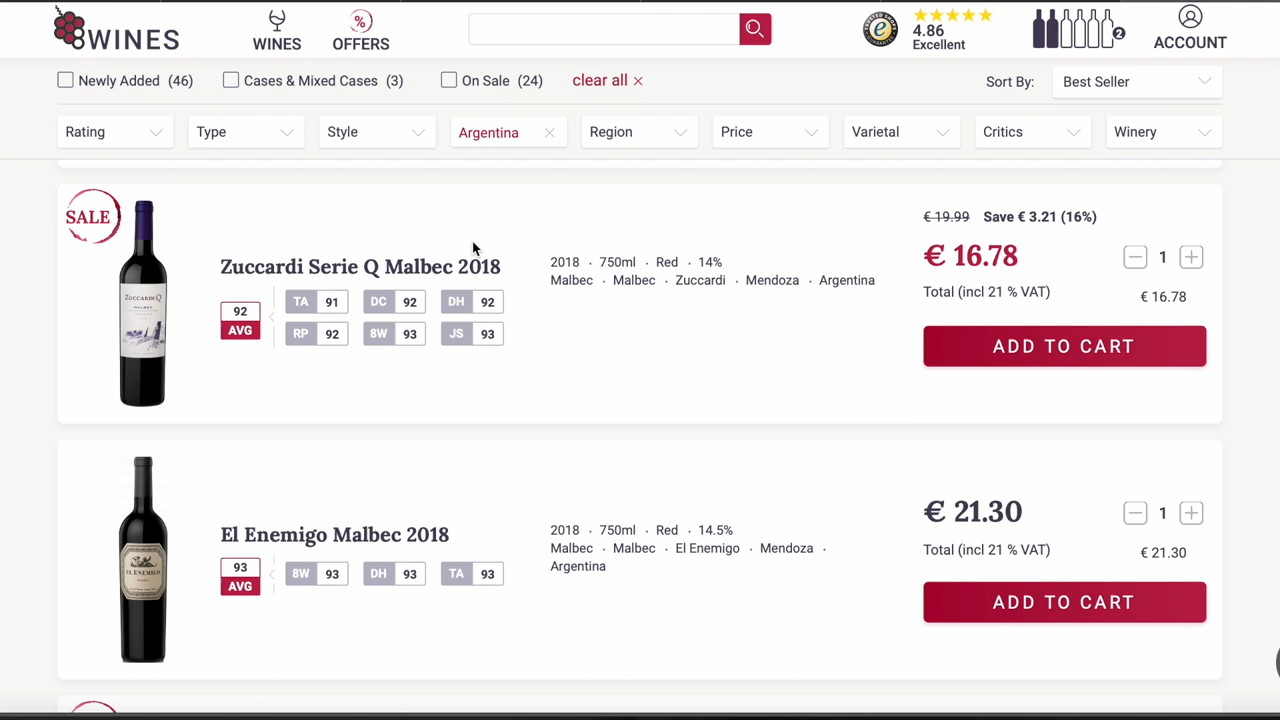 8WINES
WINES
%
OFFERS
e
4.86
Excellent
2
ACCOUNT
Newly Added (46)
Cases & Mixed Cases (3)
On Sale (24)
clear all ×
Sort By:
Best Seller
Rating
Type
Style
Argentina
Region
Price
Varietal
Critics
Winery
SALE
ZUCCARDI Q
MALBEC
Zuccardi Serie Q Malbec 2018
92
AVG
TA 91
DC 92
DH 92
RP 92
8W 93
JS 93
2018 · 750ml · Red · 14%
Malbec · Malbec · Zuccardi · Mendoza · Argentina
€ 19.99 Save € 3.21 (16%)
€ 16.78
1
Total (incl 21 % VAT)
€ 16.78
ADD TO CART
EL ENEMIGO
El Enemigo Malbec 2018
93
AVG
8W 93
DH 93
TA 93
2018 · 750ml · Red · 14.5%
Malbec · Malbec · El Enemigo · Mendoza ·
Argentina
€ 21.30
1
Total (incl 21 % VAT)
€ 21.30
ADD TO CART